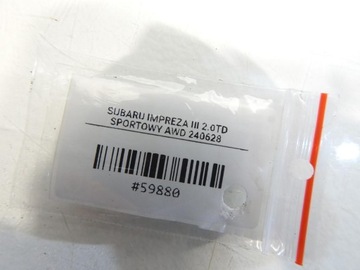 SUBARU IMPREZA III 2.0TD
SPORTOWY AWD 240628
#59880